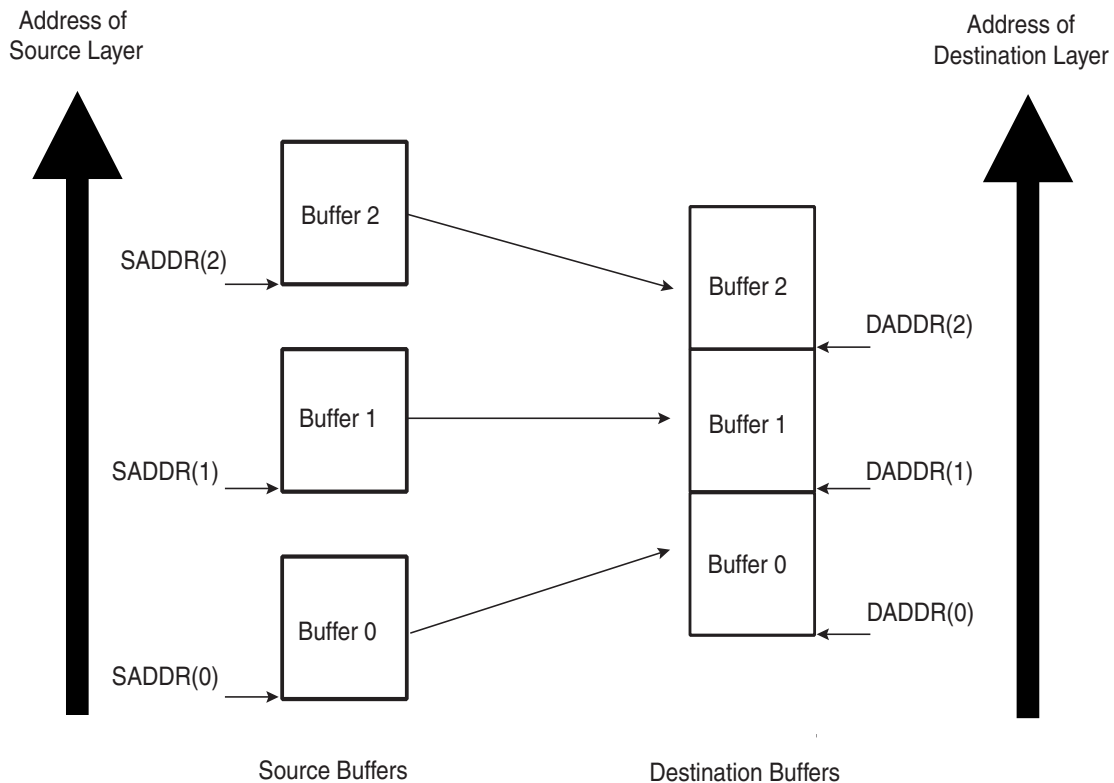 Address of
Source Layer
Address of
Destination Layer
Buffer 2
SADDR(2)
Buffer 2
DADDR(2)
Buffer 1
Buffer 1
SADDR(1)
DADDR(1)
Buffer 0
DADDR(0)
Buffer 0
SADDR(0)
Source Buffers
Destination Buffers